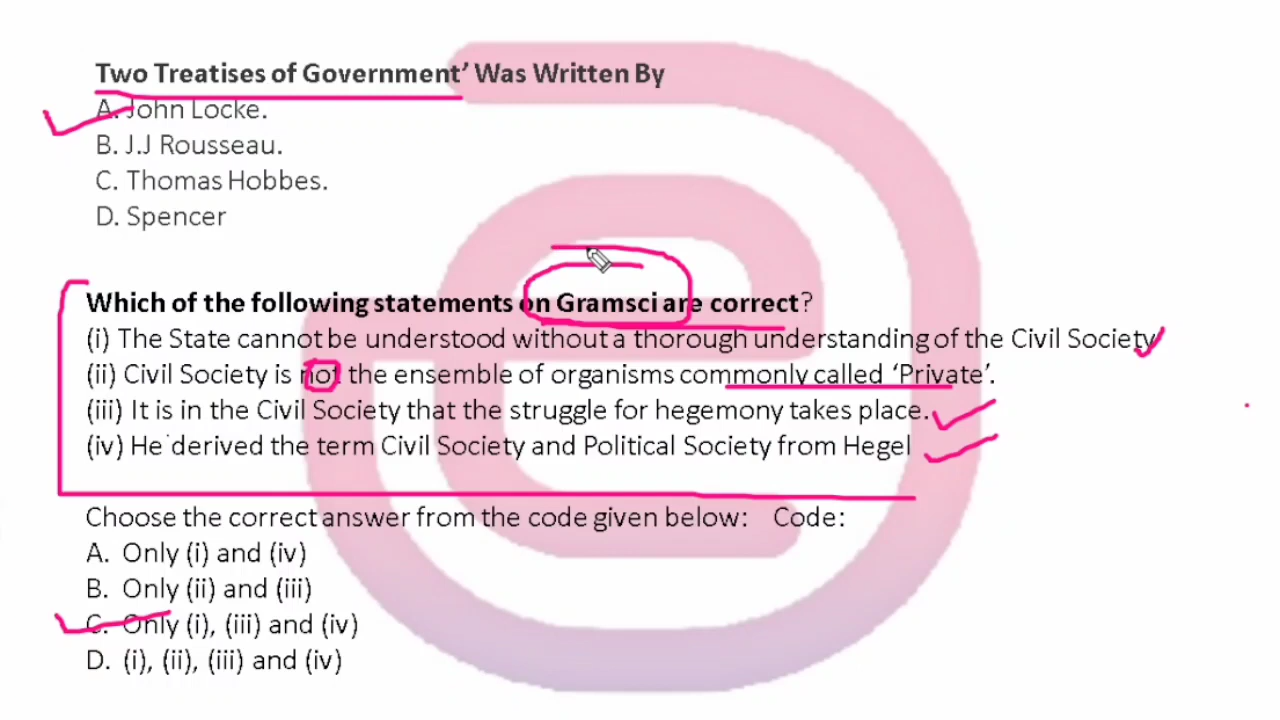 Two Treatises of Government’ Was Written By
A. John Locke.
B. J.J Rousseau.
C. Thomas Hobbes.
D. Spencer
Which of the following statements on Gramsci are correct?
(i) The State cannot be understood without a thorough understanding of the Civil Society
(ii) Civil Society is not the ensemble of organisms commonly called ‘Private’.
(iii) It is in the Civil Society that the struggle for hegemony takes place.
(iv) He derived the term Civil Society and Political Society from Hegel
Choose the correct answer from the code given below: Code:
A. Only (i) and (iv)
B. Only (ii) and (iii)
C. Only (i), (iii) and (iv)
D. (i), (ii), (iii) and (iv)